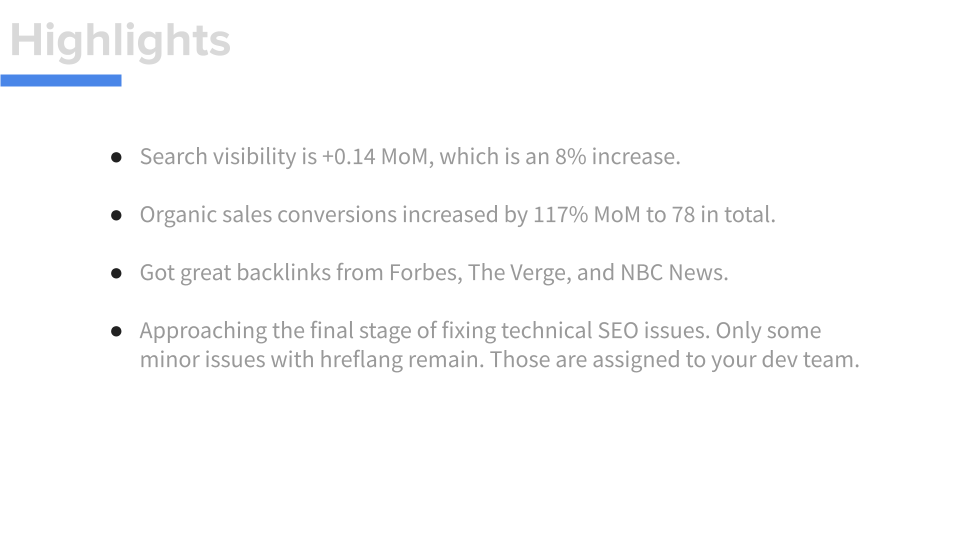 Highlights
● Search visibility is +0.14 MoM, which is an 8% increase.
● Organic sales conversions increased by 117% MoM to 78 in total.
● Got great backlinks from Forbes, The Verge, and NBC News.
● Approaching the final stage of fixing technical SEO issues. Only some
minor issues with hreflang remain. Those are assigned to your dev team.